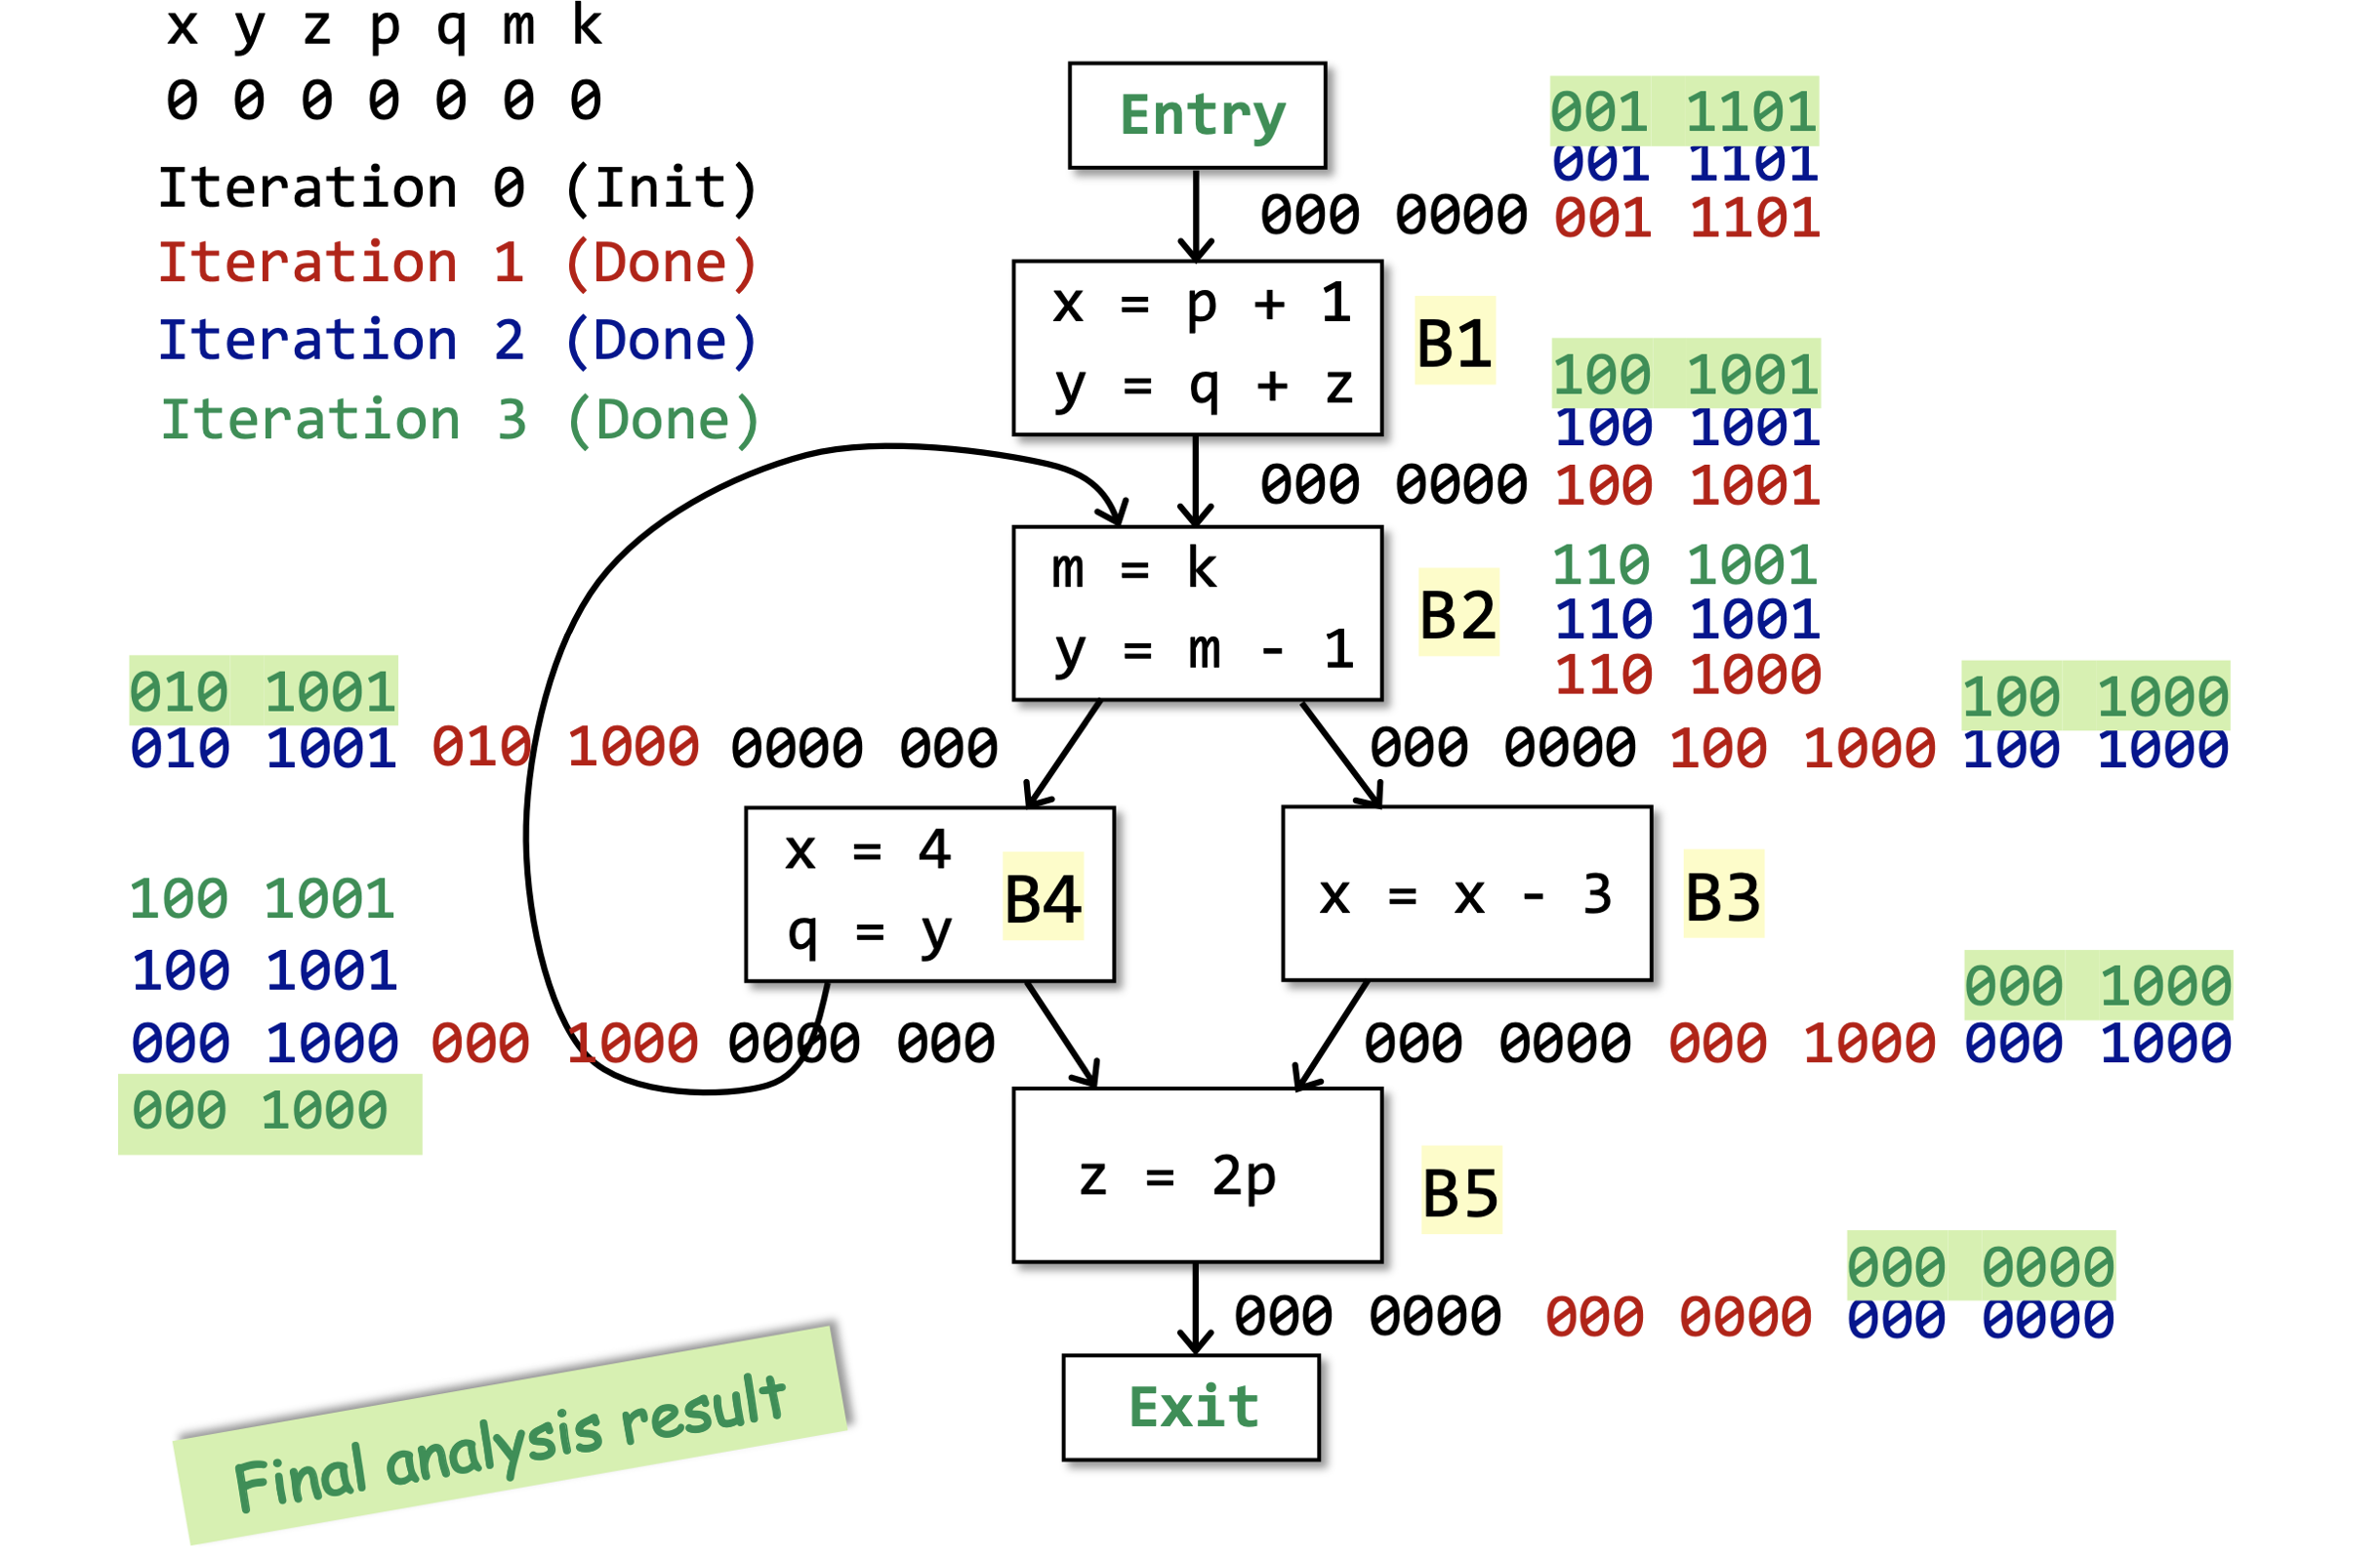 x y z p q m k
0 0 0 0 0 0 0
Iteration 0 (Init)
Iteration 1 (Done)
Iteration 2 (Done)
Iteration 3 (Done)
Entry
001 1101
001 1101
000 0000 001 1101
x = p + 1
y = q + z
B1
100 1001
100 1001
000 0000 100 1001
m = k
y = m - 1
B2
110 1001
110 1001
110 1000
010 1001
010 1001 010 1000 0000 000
100 1000
000 0000 100 1000 100 1000
x = 4
q = y
B4
x = x - 3
B3
100 1001
100 1001
000 1000 000 1000 0000 000
000 1000
000 1000
000 0000 000 1000 000 1000
z = 2p
B5
000 0000
000 0000 000 0000 000 0000
Exit
Final analysis result